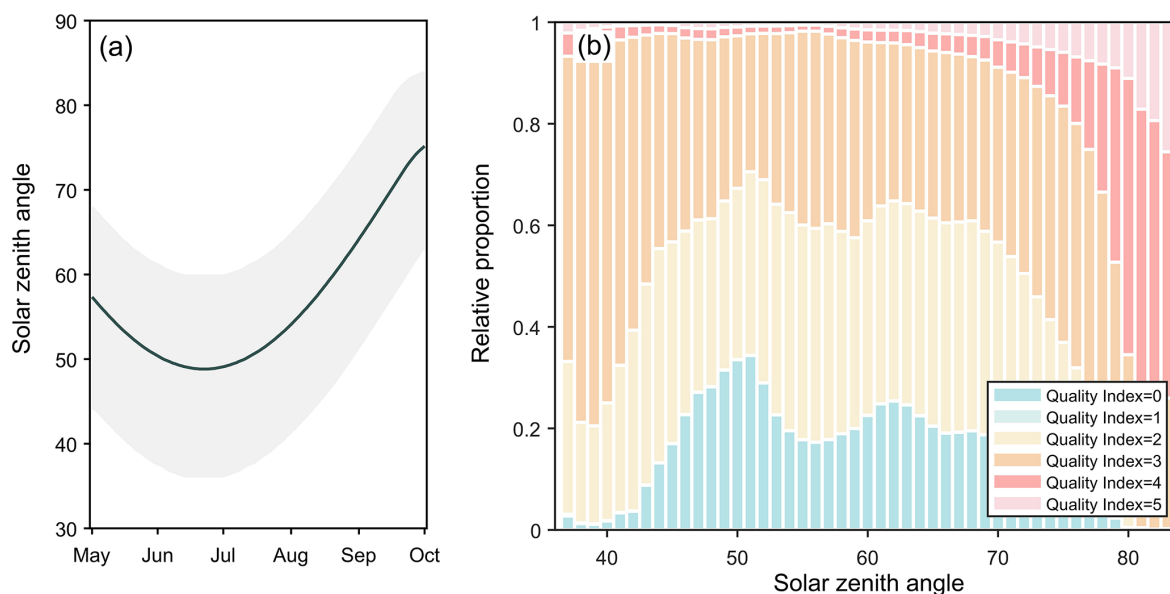 (a)
90
80
70
60
50
40
30
Solar zenith angle
May Jun Jul Aug Sep Oct
(b)
1
0.8
0.6
0.4
0.2
0
Relative proportion
40 50 60 70 80
Solar zenith angle
Quality Index=0
Quality Index=1
Quality Index=2
Quality Index=3
Quality Index=4
Quality Index=5